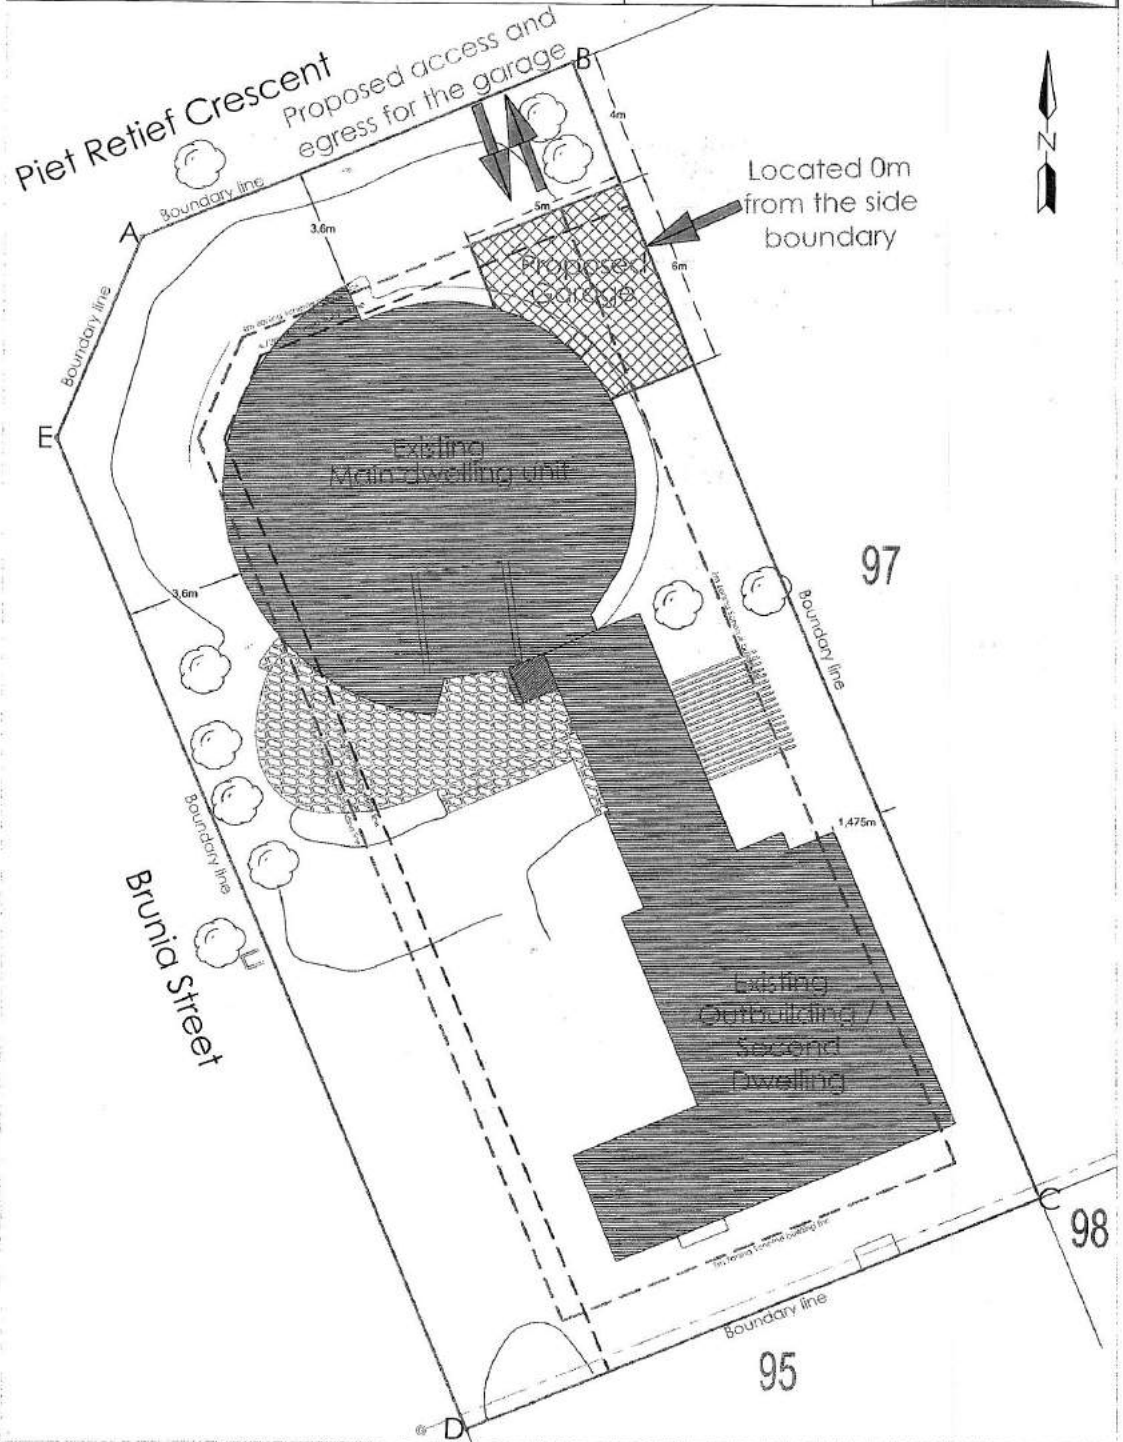 Piet Retief Crescent
Proposed access and
egress for the garage
B
4m
N
Boundary line
Located 0m
from the side
boundary
A
3,6m
5m
6m
Proposed
Garage
Boundary line
E
Existing
Main dwelling unit
97
3,6m
Boundary line
Boundary line
1,475m
Brunia Street
Existing
Outbuilding /
Second
Dwelling
C
98
Boundary line
95
D